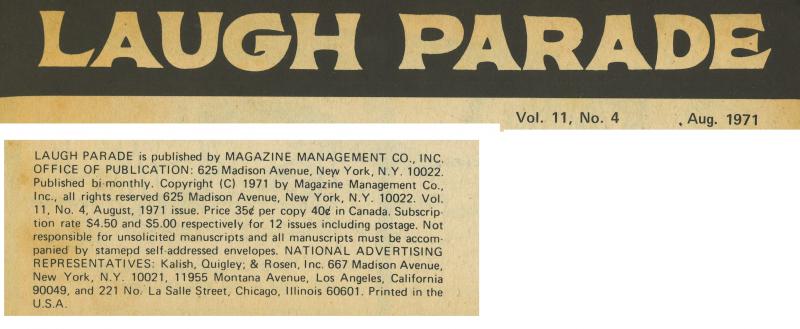 LAUGH PARADE
Vol. 11, No. 4 , Aug. 1971
LAUGH PARADE is published by MAGAZINE MANAGEMENT CO., INC.
OFFICE OF PUBLICATION: 625 Madison Avenue, New York, N.Y. 10022.
Published bi-monthly. Copyright (C) 1971 by Magazine Management Co.,
Inc., all rights reserved 625 Madison Avenue, New York, N.Y. 10022. Vol.
11, No. 4, August, 1971 issue. Price 35¢ per copy 40¢ in Canada. Subscrip-
tion rate $4.50 and $5.00 respectively for 12 issues including postage. Not
responsible for unsolicited manuscripts and all manuscripts must be accom-
panied by stamepd self-addressed envelopes. NATIONAL ADVERTISING
REPRESENTATIVES: Kalish, Quigley; & Rosen, Inc. 667 Madison Avenue,
New York, N.Y. 10021, 11955 Montana Avenue, Los Angeles, California
90049, and 221 No. La Salle Street, Chicago, Illinois 60601. Printed in the
U.S.A.